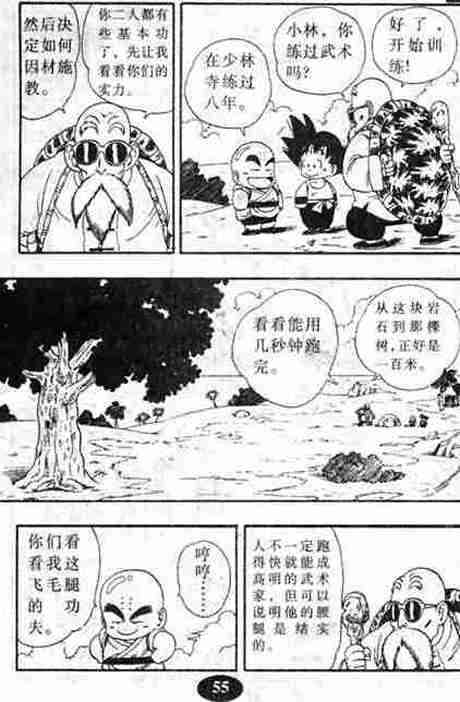 好了，
开始训
练!
小林，你
练过武术
吗?
在少林
寺练过
八年。
你二人都有
些基本功
了、先让我
看看你们的
实力。
然后决
定如何
因材施
教。
从这块岩
石到那棵
树,正好是
一百米。
看看能用
几秒钟跑
完。
人不一定跑
得快就能成
高明的武术
家，但可以
说明他的腰
腿是结实
的。
哼哼……
你们看
看我这
飞毛腿
的功
夫。
55